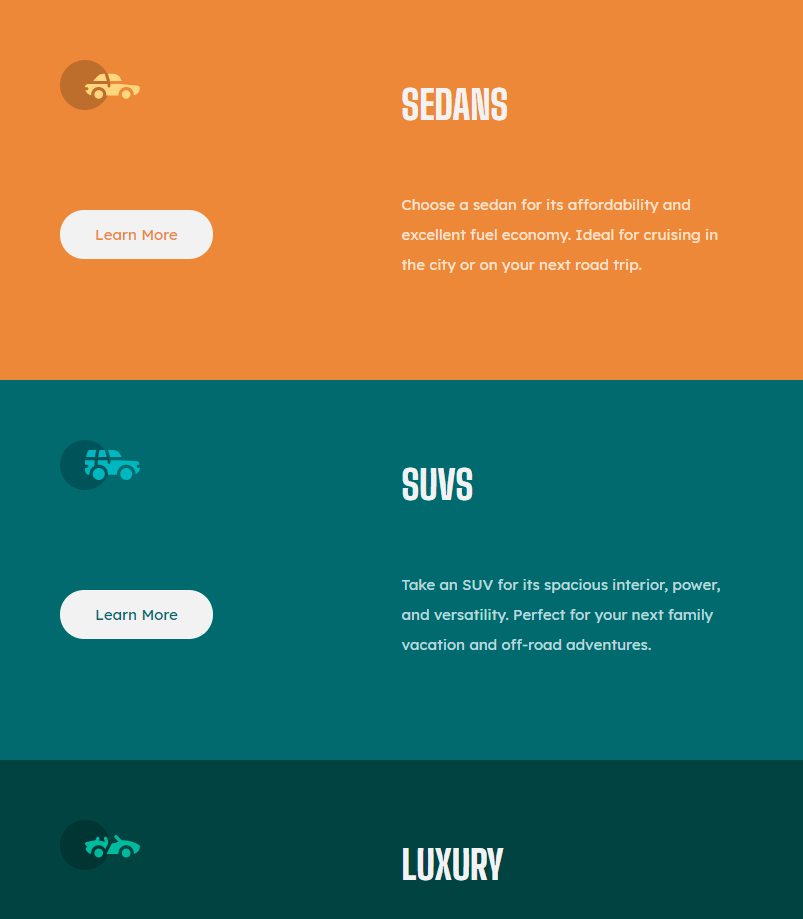 SEDANS
Choose a sedan for its affordability and
excellent fuel economy. Ideal for cruising in
the city or on your next road trip.
Learn More
SUVS
Take an SUV for its spacious interior, power,
and versatility. Perfect for your next family
vacation and off-road adventures.
Learn More
LUXURY